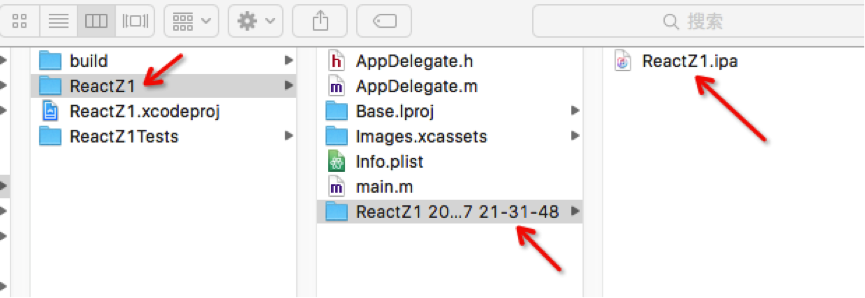 搜索
build
ReactZ1
ReactZ1.xcodeproj
ReactZ1Tests
AppDelegate.h
AppDelegate.m
Base.lproj
Images.xcassets
Info.plist
main.m
ReactZ1 20...7 21-31-48
ReactZ1.ipa